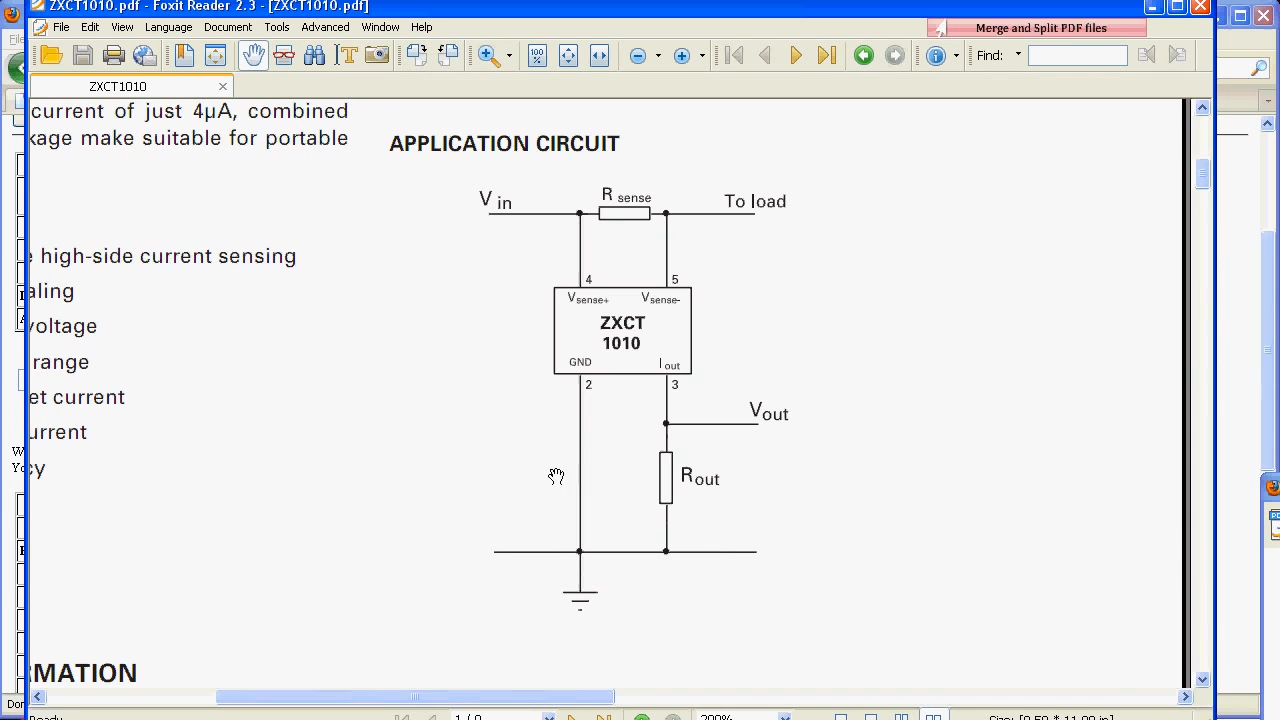 ZXCT1010.pdf - Foxit Reader 2.3 - [ZXCT1010.pdf]
File Edit View Language Document Tools Advanced Window Help
Merge and Split PDF files
Find:
ZXCT1010
current of just 4µA, combined
kage make suitable for portable
APPLICATION CIRCUIT
V in
R sense
To load
high-side current sensing
4
5
Vsense+
Vsense-
aling
ZXCT
1010
voltage
range
GND
Iout
2
3
et current
Vout
urrent
cy
Rout
RMATION
Ready
200%